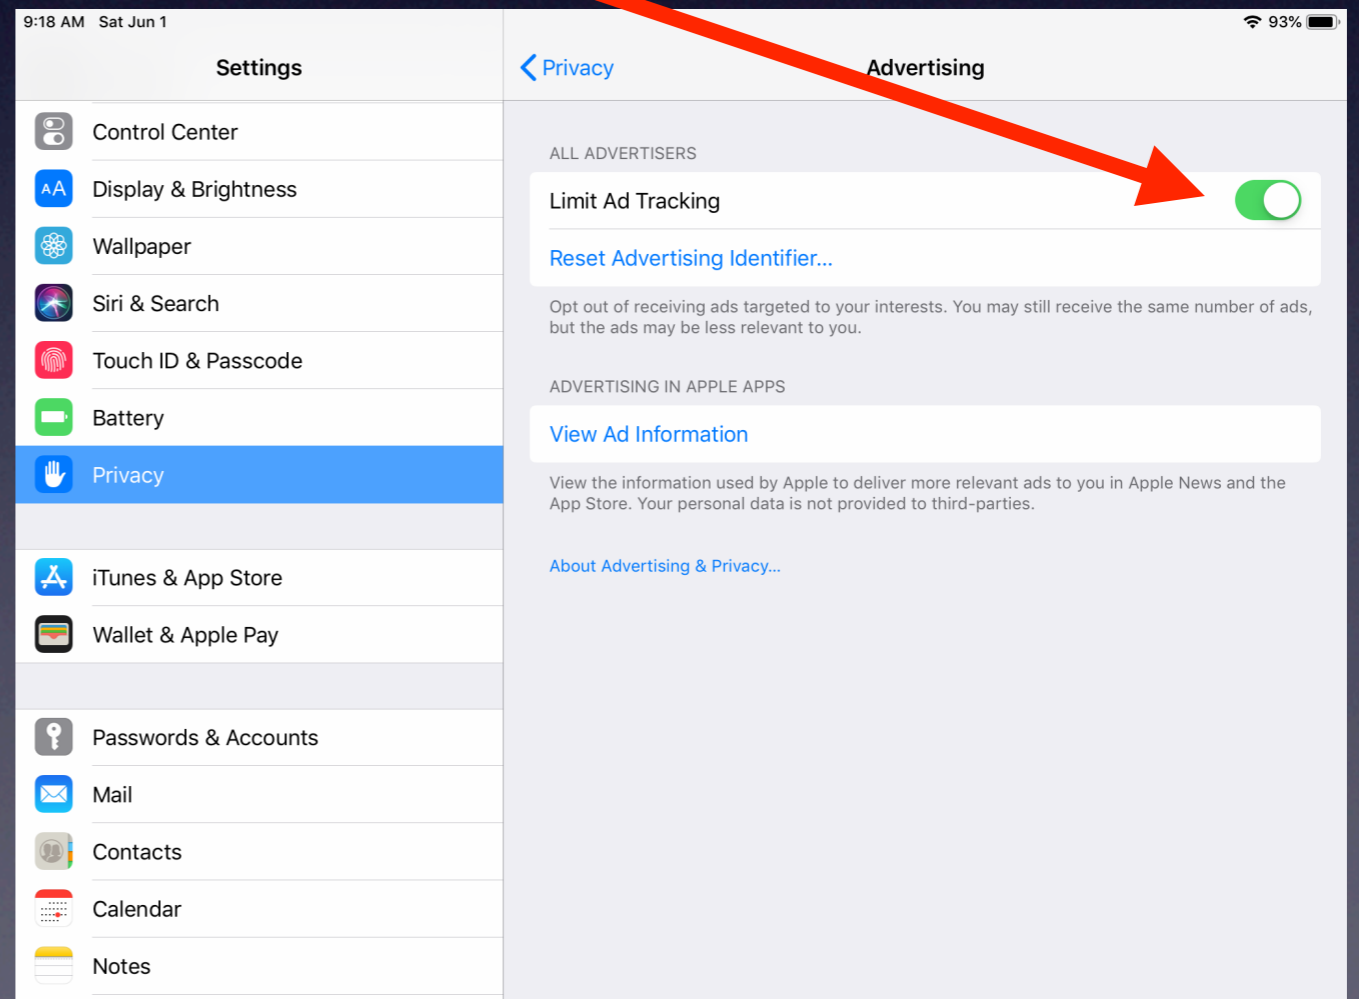 9:18 AM Sat Jun 1
93%
Settings
Control Center
AA Display & Brightness
Wallpaper
Siri & Search
Touch ID & Passcode
Battery
Privacy
iTunes & App Store
Wallet & Apple Pay
Passwords & Accounts
Mail
Contacts
Calendar
Notes
Privacy
Advertising
ALL ADVERTISERS
Limit Ad Tracking
Reset Advertising Identifier...
Opt out of receiving ads targeted to your interests. You may still receive the same number of ads,
but the ads may be less relevant to you.
ADVERTISING IN APPLE APPS
View Ad Information
View the information used by Apple to deliver more relevant ads to you in Apple News and the
App Store. Your personal data is not provided to third-parties.
About Advertising & Privacy...